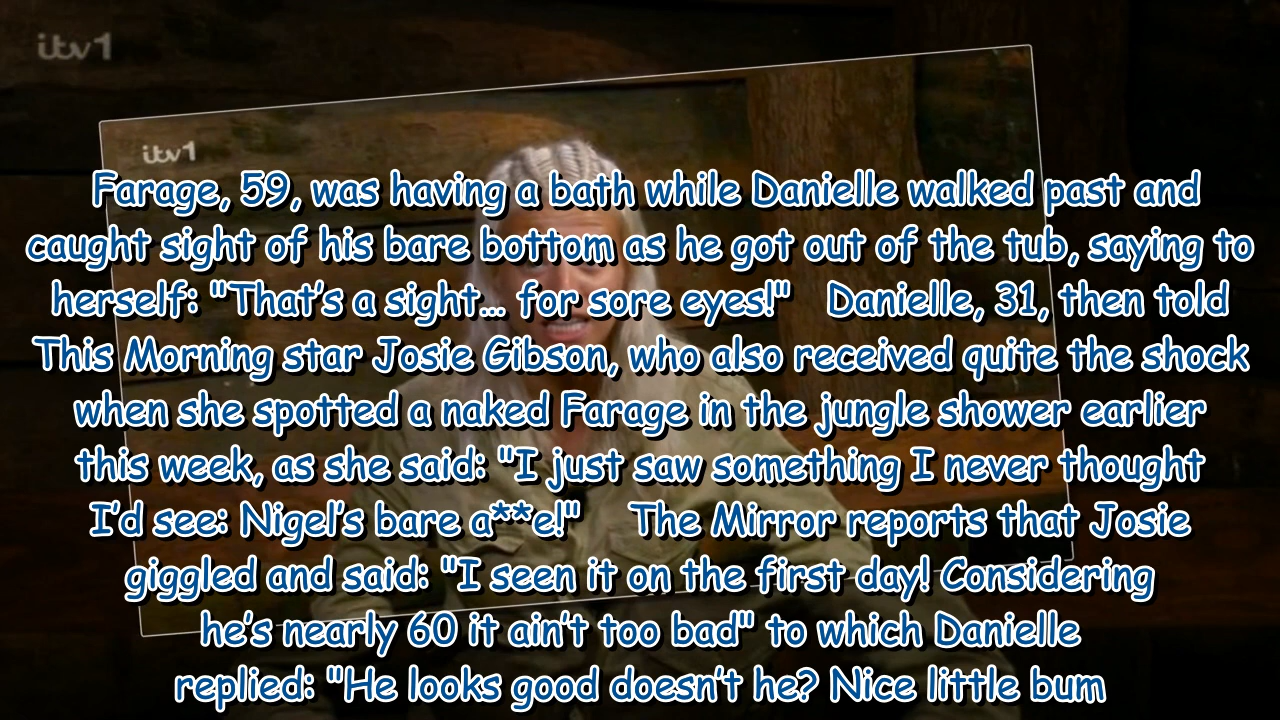 itv1
itv1
Farage, 59, was having a bath while Danielle walked past and
caught sight of his bare bottom as he got out of the tub, saying to
herself: "That's a sight... for sore eyes!" Danielle, 31, then told
This Morning star Josie Gibson, who also received quite the shock
when she spotted a naked Farage in the jungle shower earlier
this week, as she said: "I just saw something I never thought
I'd see: Nigel's bare a**e!" The Mirror reports that Josie
giggled and said: "I seen it on the first day! Considering
he's nearly 60 it ain't too bad" to which Danielle
replied: "He looks good doesn't he? Nice little bum